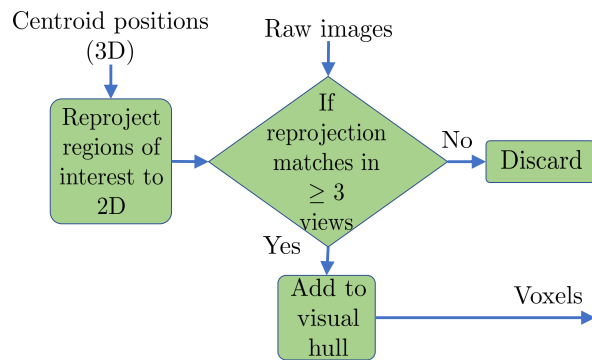 Centroid positions
(3D)
Raw images
Reproject
regions of
interest to
2D
If
reprojection
matches in
≥ 3
views
No
Discard
Yes
Add to
visual
hull
Voxels